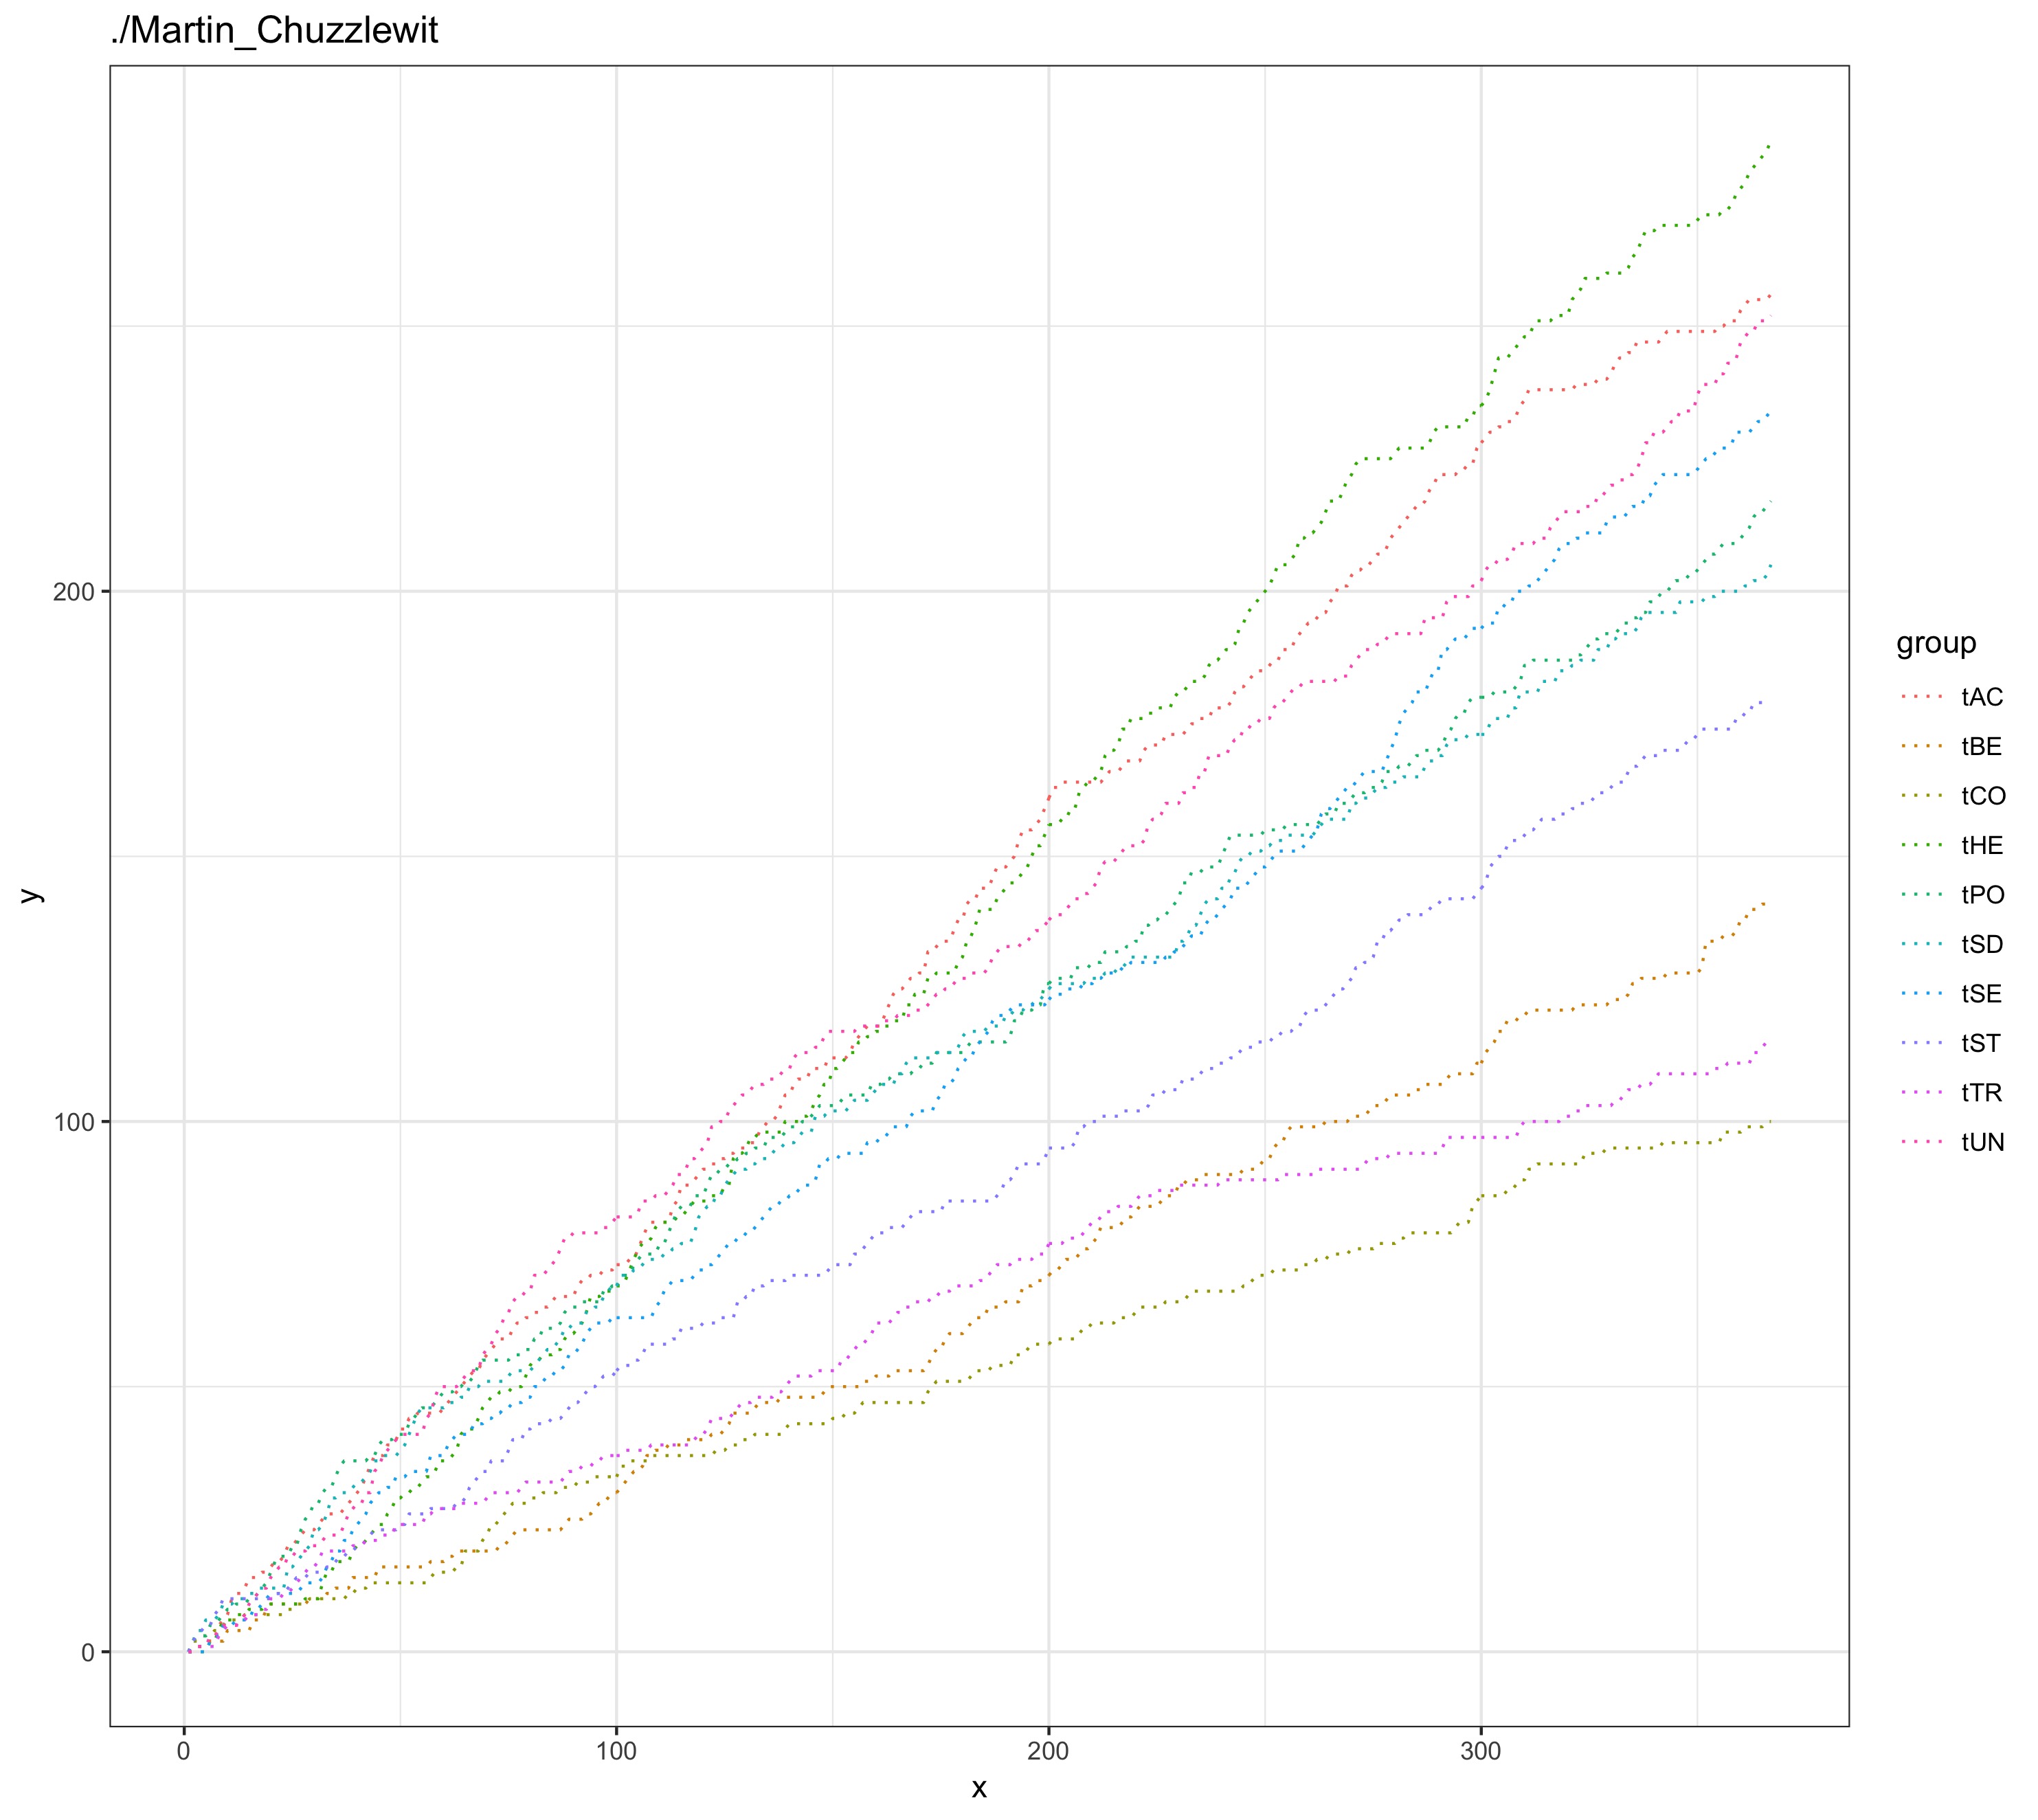 ./Martin_Chuzzlewit
y
200
100
0
0
100
200
300
x
group
tAC
tBE
tCO
tHE
tPO
tSD
tSE
tST
tTR
tUN